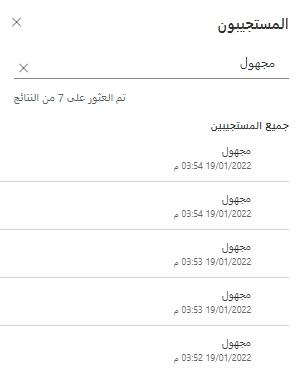 المستجيبون
مجهول
تم العثور على 7 من النتائج
جميع المستجيبين
مجهول
19/01/2022 03:54 م
مجهول
19/01/2022 03:54 م
مجهول
19/01/2022 03:53 م
مجهول
19/01/2022 03:53 م
مجهول
19/01/2022 03:52 م